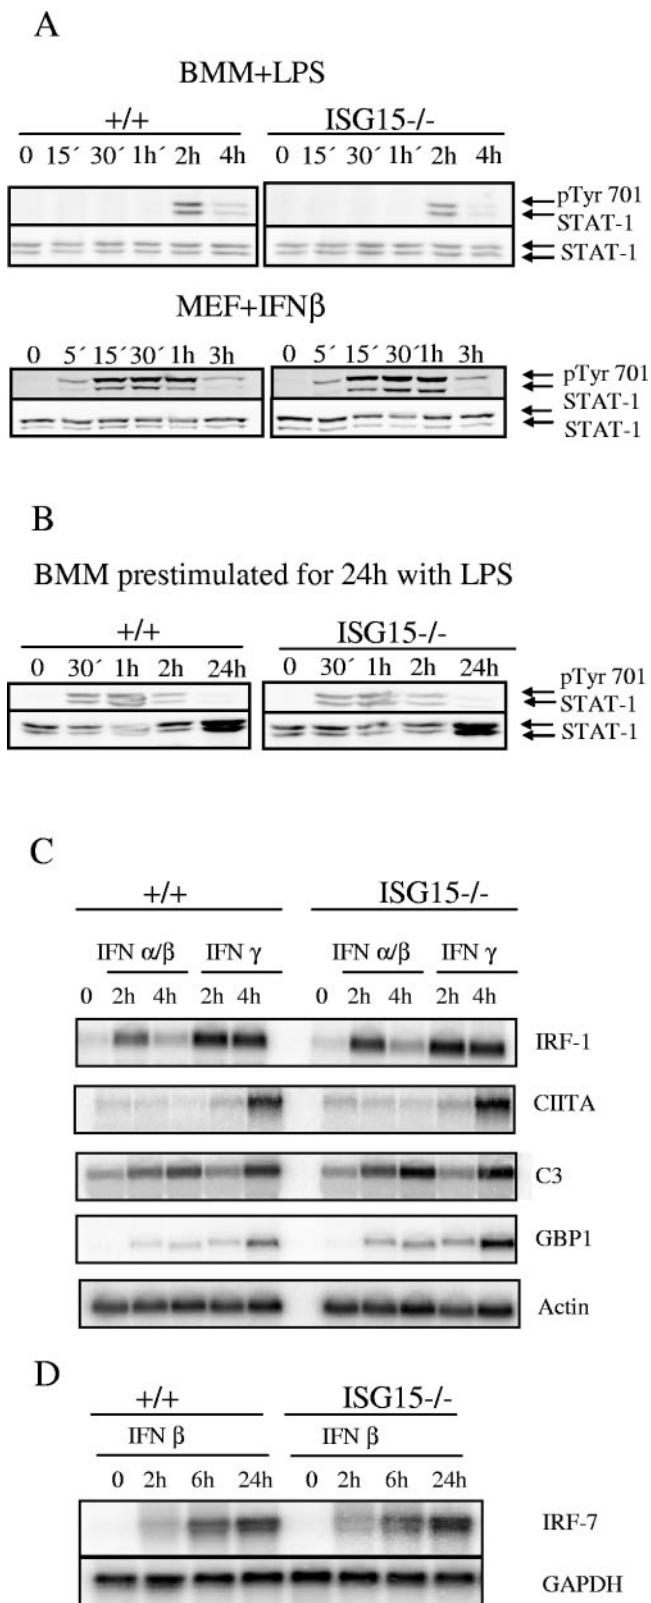 A
BMM+LPS
+/+ ISG15-/-
0 15´ 30´ 1h´ 2h 4h 0 15´ 30´ 1h´ 2h 4h
pTyr 701
STAT-1
STAT-1
MEF+IFNβ
0 5´ 15´ 30´ 1h 3h 0 5´ 15´ 30´ 1h 3h
pTyr 701
STAT-1
STAT-1
B
BMM prestimulated for 24h with LPS
+/+ ISG15-/-
0 30´ 1h 2h 24h 0 30´ 1h 2h 24h
pTyr 701
STAT-1
STAT-1
C
+/+ ISG15-/-
IFN α/β IFN γ IFN α/β IFN γ
0 2h 4h 2h 4h 0 2h 4h 2h 4h
IRF-1
CIITA
C3
GBP1
Actin
D
+/+ ISG15-/-
IFN β IFN β
0 2h 6h 24h 0 2h 6h 24h
IRF-7
GAPDH